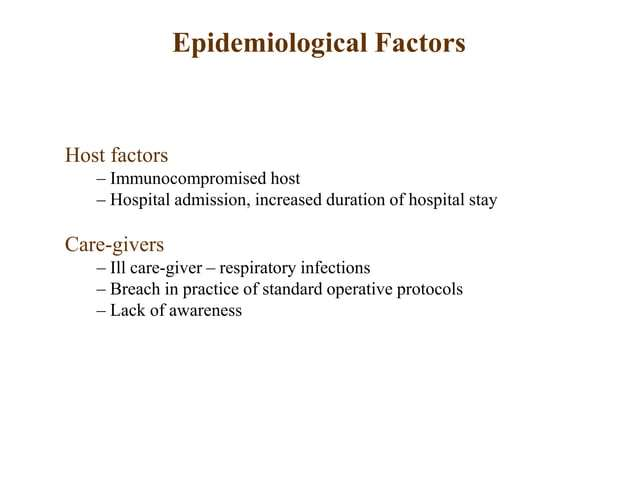 Epidemiological Factors
Host factors
– Immunocompromised host
– Hospital admission, increased duration of hospital stay
Care-givers
– Ill care-giver – respiratory infections
– Breach in practice of standard operative protocols
– Lack of awareness